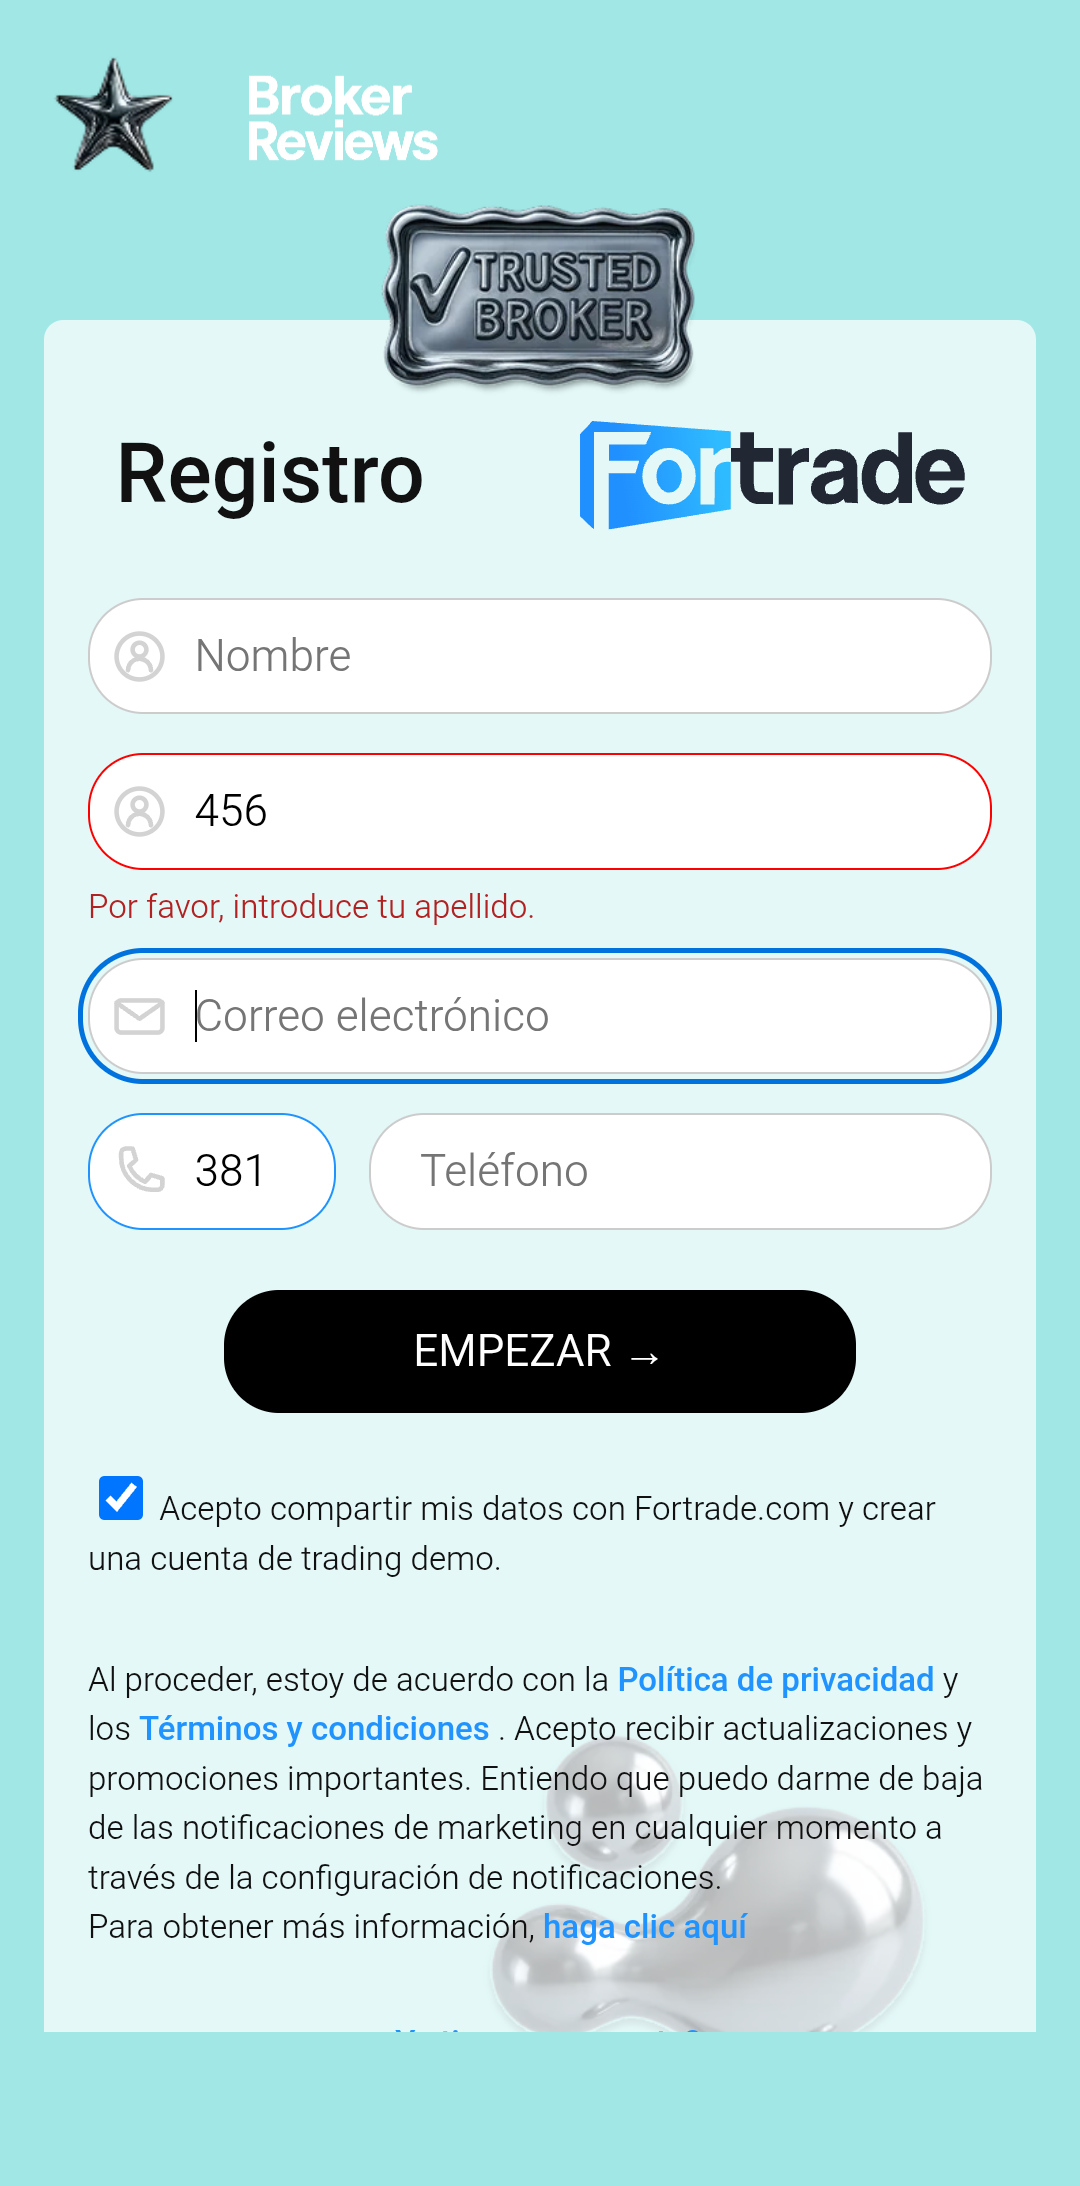 Broker
Reviews
TRUSTED
BROKER
Registro
Fortrade
Nombre
456
Por favor, introduce tu apellido.
Correo electrónico
381
Teléfono
EMPEZAR →
Acepto compartir mis datos con Fortrade.com y crear
una cuenta de trading demo.
Al proceder, estoy de acuerdo con la Política de privacidad y
los Términos y condiciones . Acepto recibir actualizaciones y
promociones importantes. Entiendo que puedo darme de baja
de las notificaciones de marketing en cualquier momento a
través de la configuración de notificaciones.
Para obtener más información, haga clic aquí